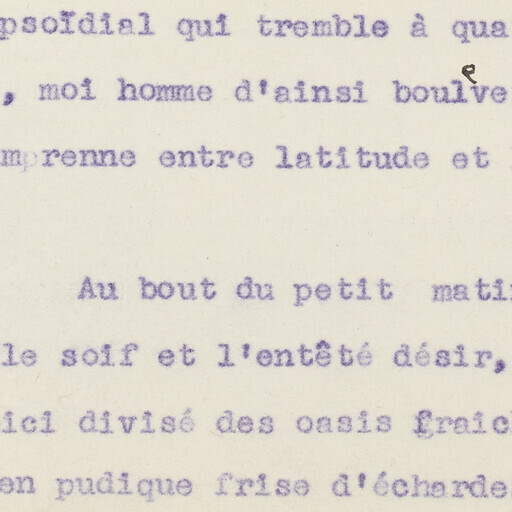 psoïdial qui tremble à qua
, moi homme d'ainsi boulve
e
mprenne entre latitude et
Au bout du petit matin
le soif et l'entêté désir,
ici divisé des oasis fraich
en pudique frise d'écharde